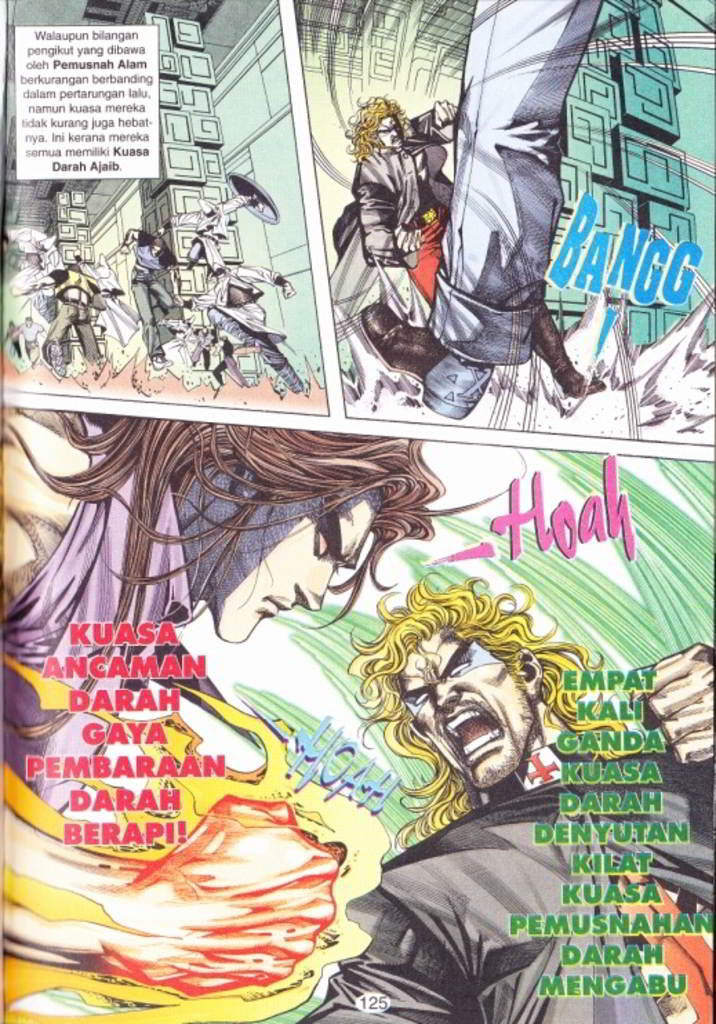 Walaupun bilangan
pengikut yang dibawa
oleh Pemusnah Alam
berkurangan berbanding
dalam pertarungan lalu,
namun kuasa mereka
tidak kurang juga hebat-
nya. Ini kerana mereka
semua memiliki Kuasa
Darah Ajaib.
BANGG
!
Hoah
KUASA
ANCAMAN
DARAH
GAYA
PEMBARAAN
DARAH
BERAPI!
HOAH
EMPAT
KALI
GANDA
KUASA
DARAH
DENYUTAN
KILAT
KUASA
PEMUSNAHAN
DARAH
MENGABU
125